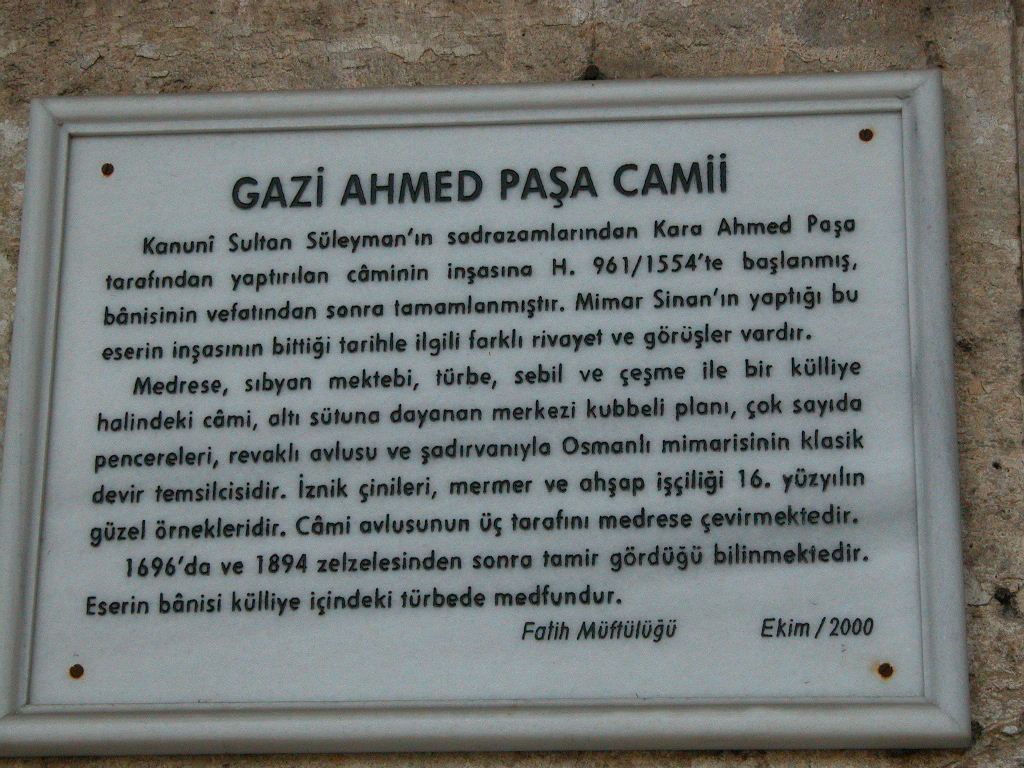 GAZİ AHMED PAŞA CAMİİ
Kanunî Sultan Süleyman'ın sadrazamlarından Kara Ahmed Paşa
tarafından yaptırılan câminin inşasına H. 961/1554'te başlanmış,
bânisinin vefatından sonra tamamlanmıştır. Mimar Sinan'ın yaptığı bu
eserin inşasının bittiği tarihle ilgili farklı rivayet ve görüşler vardır.
Medrese, sıbyan mektebi, türbe, sebil ve çeşme ile bir külliye
halindeki câmi, altı sütuna dayanan merkezi kubbeli planı, çok sayıda
pencereleri, revaklı avlusu ve şadırvanıyla Osmanlı mimarisinin klasik
devir temsilcisidir. İznik çinileri, mermer ve ahşap işçiliği 16. yüzyılın
güzel örnekleridir. Câmi avlusunun üç tarafını medrese çevirmektedir.
1696'da ve 1894 zelzelesinden sonra tamir gördüğü bilinmektedir.
Eserin bânisi külliye içindeki türbede medfundur.
Fatih Müftülüğü Ekim/2000